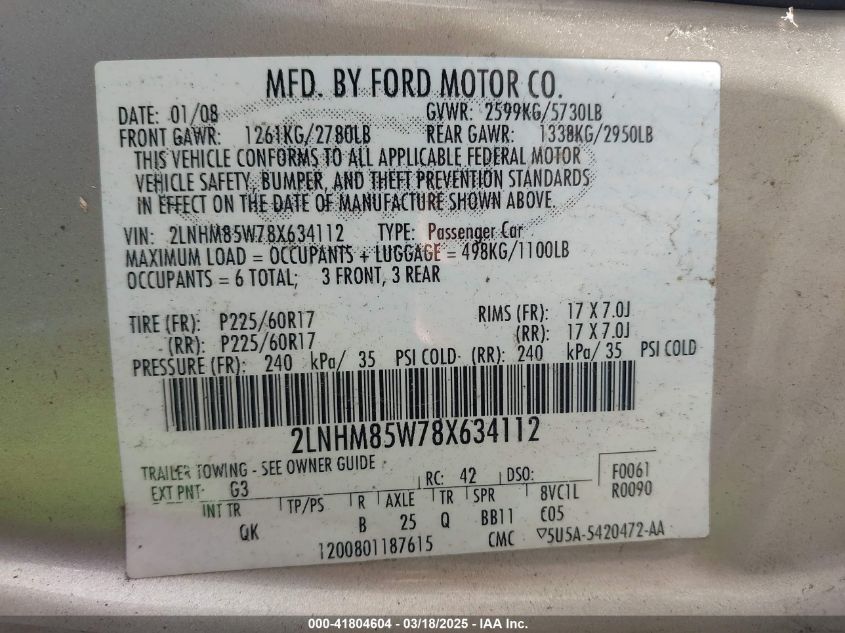 MFD. BY FORD MOTOR CO.
DATE: 01/08 GVWR: 2599KG/5730LB
FRONT GAWR: 1261KG/2780LB REAR GAWR: 1338KG/2950LB
THIS VEHICLE CONFORMS TO ALL APPLICABLE FEDERAL MOTOR
VEHICLE SAFETY, BUMPER, AND THEFT PREVENTION STANDARDS
IN EFFECT ON THE DATE OF MANUFACTURE SHOWN ABOVE.
VIN: 2LNHM85W78X634112 TYPE: Passenger Car
MAXIMUM LOAD = OCCUPANTS + LUGGAGE = 498KG/1100LB
OCCUPANTS = 6 TOTAL; 3 FRONT, 3 REAR
TIRE (FR): P225/60R17 RIMS (FR): 17 X 7.0J
(RR): P225/60R17 (RR): 17 X 7.0J
PRESSURE (FR): 240 kPa/ 35 PSI COLD (RR): 240 kPa/ 35 PSI COLD
2LNHM85W78X634112
TRAILER TOWING - SEE OWNER GUIDE
EXT PNT: G3 RC: 42 DSO: F0061
INT TR TP/PS R AXLE TR SPR 8VC1L R0090
QK B 25 Q BB11 C05
1200801187615 CMC 5U5A-5420472-AA
000-41804604 - 03/18/2025 - IAA Inc.